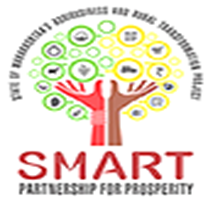 STATE OF MAHARASHTRA'S AGRIBUSINESS AND RURAL TRANSFORMATION PROJECT
SMART
PARTNERSHIP FOR PROSPERITY